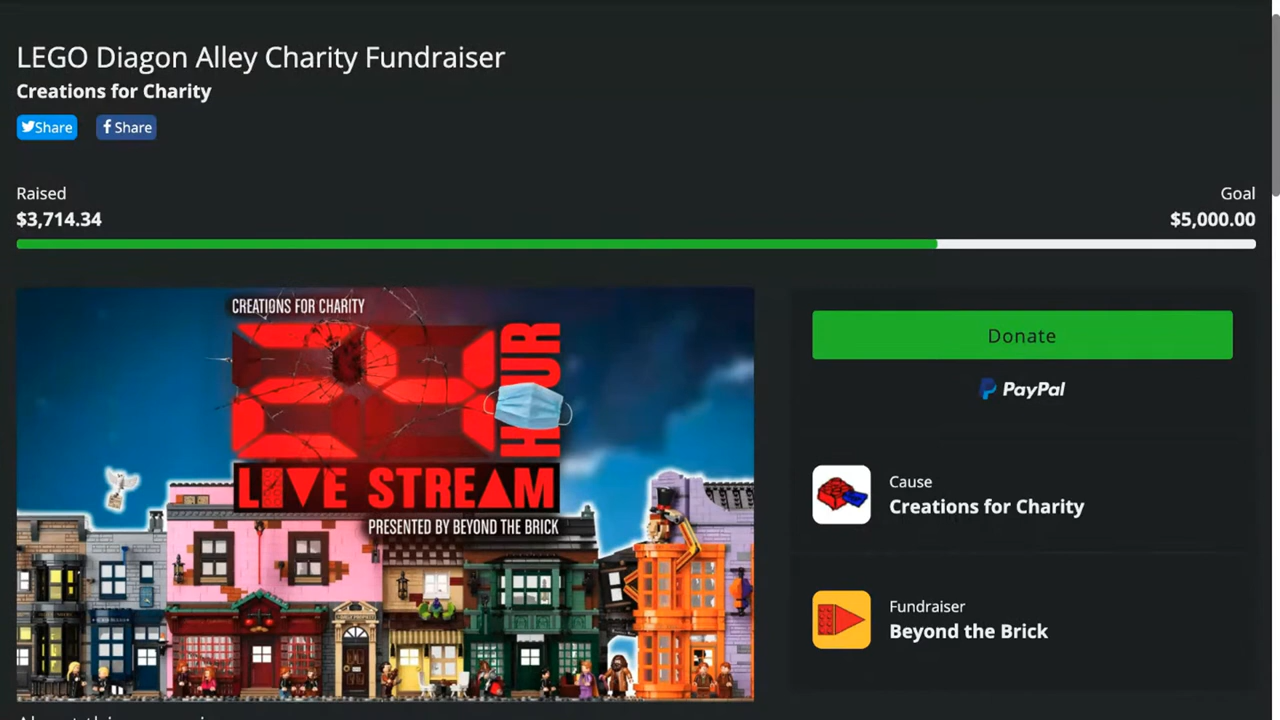 LEGO Diagon Alley Charity Fundraiser
Creations for Charity
Share
Share
Raised
Goal
$3,714.34
$5,000.00
CREATIONS FOR CHARITY
HOUR
LIVE STREAM
PRESENTED BY BEYOND THE BRICK
Donate
PayPal
Cause
Creations for Charity
Fundraiser
Beyond the Brick